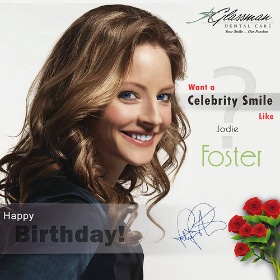 Glassman
DENTAL CARE
Your Smile... Our Passion
Want a
?
Celebrity Smile
Like
Jodie
Foster
Happy
Birthday!